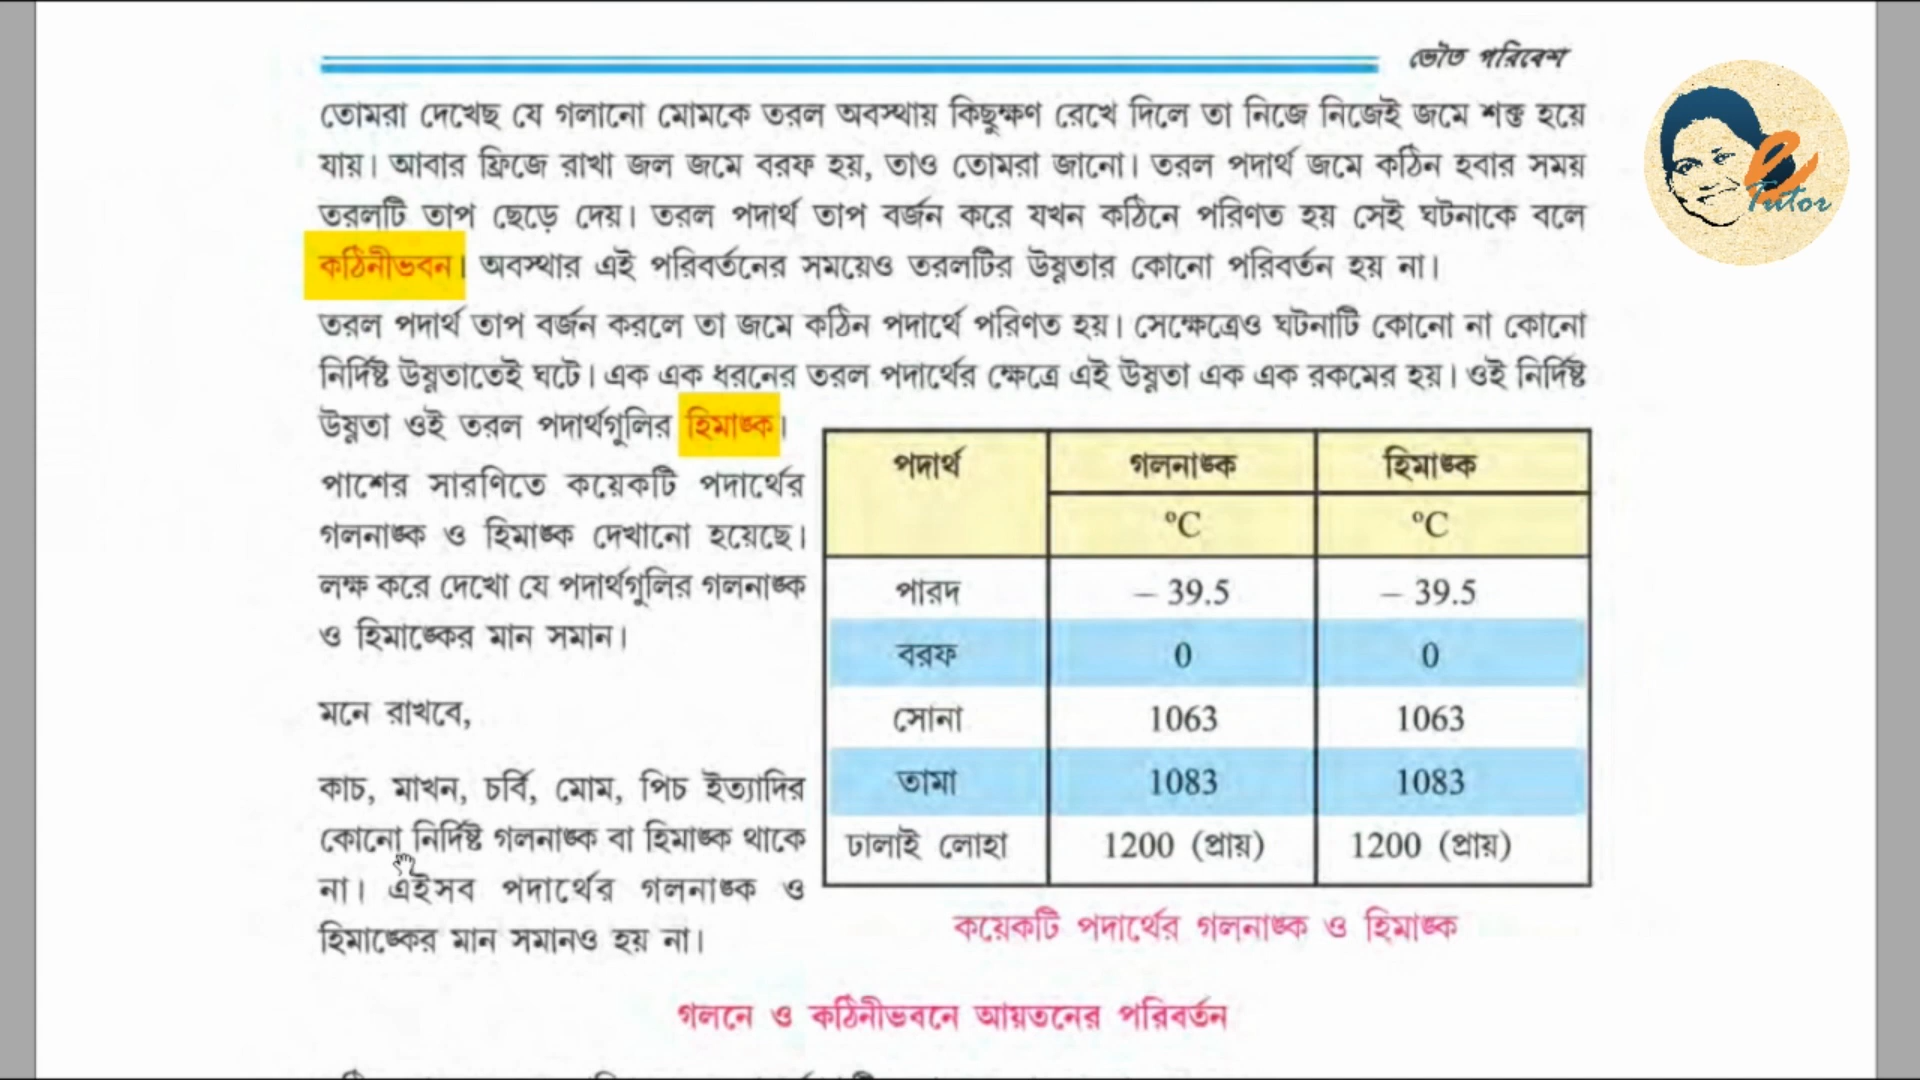 ভৌত পরিবেশ
তোমরা দেখেছ যে গলানো মোমকে তরল অবস্থায় কিছুক্ষণ রেখে দিলে তা নিজে নিজেই জমে শক্ত হয়ে
যায়। আবার ফ্রিজে রাখা জল জমে বরফ হয়, তাও তোমরা জানো। তরল পদার্থ জমে কঠিন হবার সময়
তরলটি তাপ ছেড়ে দেয়। তরল পদার্থ তাপ বর্জন করে যখন কঠিনে পরিণত হয় সেই ঘটনাকে বলে
কঠিনীভবন। অবস্থার এই পরিবর্তনের সময়েও তরলটির উষ্ণতার কোনো পরিবর্তন হয় না।
তরল পদার্থ তাপ বর্জন করলে তা জমে কঠিন পদার্থে পরিণত হয়। সেক্ষেত্রেও ঘটনাটি কোনো না কোনো
নির্দিষ্ট উষ্ণতাতেই ঘটে। এক এক ধরনের তরল পদার্থের ক্ষেত্রে এই উষ্ণতা এক এক রকমের হয়। ওই নির্দিষ্ট
উষ্ণতা ওই তরল পদার্থগুলির হিমাঙ্ক।
পাশের সারণিতে কয়েকটি পদার্থের
গলনাঙ্ক ও হিমাঙ্ক দেখানো হয়েছে।
লক্ষ করে দেখো যে পদার্থগুলির গলনাঙ্ক
ও হিমাঙ্কের মান সমান।
মনে রাখবে,
কাচ, মাখন, চর্বি, মোম, পিচ ইত্যাদির
কোনো নির্দিষ্ট গলনাঙ্ক বা হিমাঙ্ক থাকে
না। এইসব পদার্থের গলনাঙ্ক ও
হিমাঙ্কের মান সমানও হয় না।
পদার্থ গলনাঙ্ক হিমাঙ্ক
°C °C
পারদ – 39.5 – 39.5
বরফ 0 0
সোনা 1063 1063
তামা 1083 1083
ঢালাই লোহা 1200 (প্রায়) 1200 (প্রায়)
কয়েকটি পদার্থের গলনাঙ্ক ও হিমাঙ্ক
গলনে ও কঠিনীভবনে আয়তনের পরিবর্তন
e Tutor